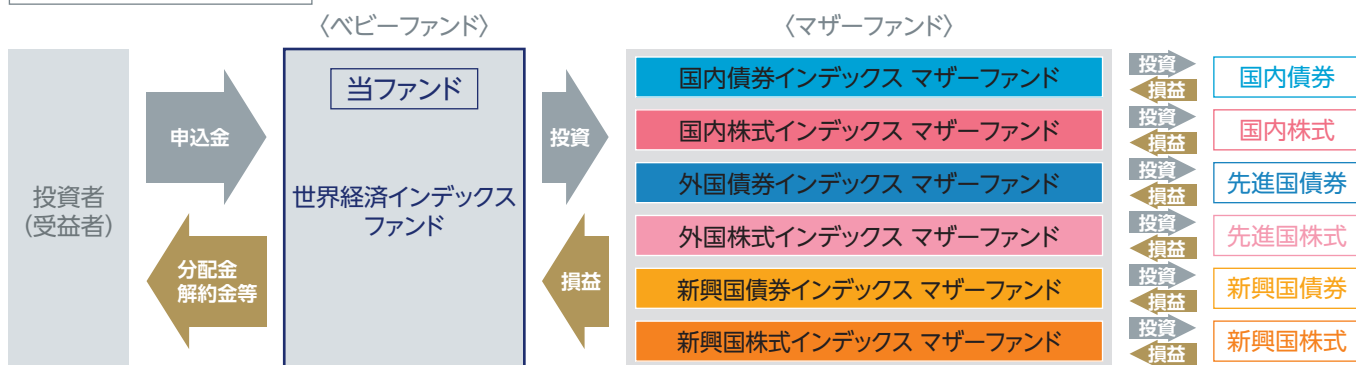 〈ベビーファンド〉
〈マザーファンド〉
投資者
(受益者)
申込金
分配金
解約金等
当ファンド
世界経済インデックス
ファンド
投資
損益
国内債券インデックス マザーファンド
投資
損益
国内債券
国内株式インデックス マザーファンド
投資
損益
国内株式
外国債券インデックス マザーファンド
投資
損益
先進国債券
外国株式インデックス マザーファンド
投資
損益
先進国株式
新興国債券インデックス マザーファンド
投資
損益
新興国債券
新興国株式インデックス マザーファンド
投資
損益
新興国株式